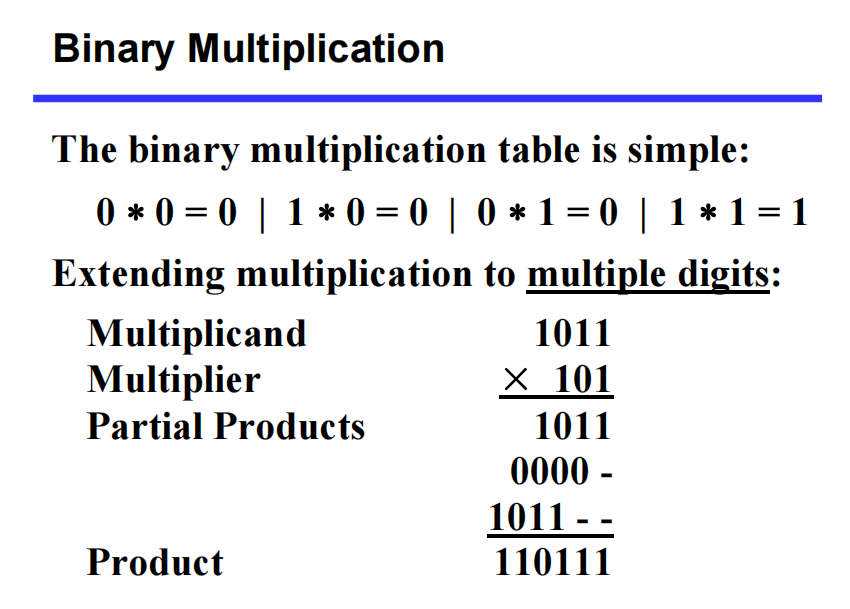 Binary Multiplication
The binary multiplication table is simple:
0 * 0 = 0 | 1 * 0 = 0 | 0 * 1 = 0 | 1 * 1 = 1
Extending multiplication to multiple digits:
Multiplicand 1011
Multiplier × 101
Partial Products 1011
0000 -
1011 - -
Product 110111